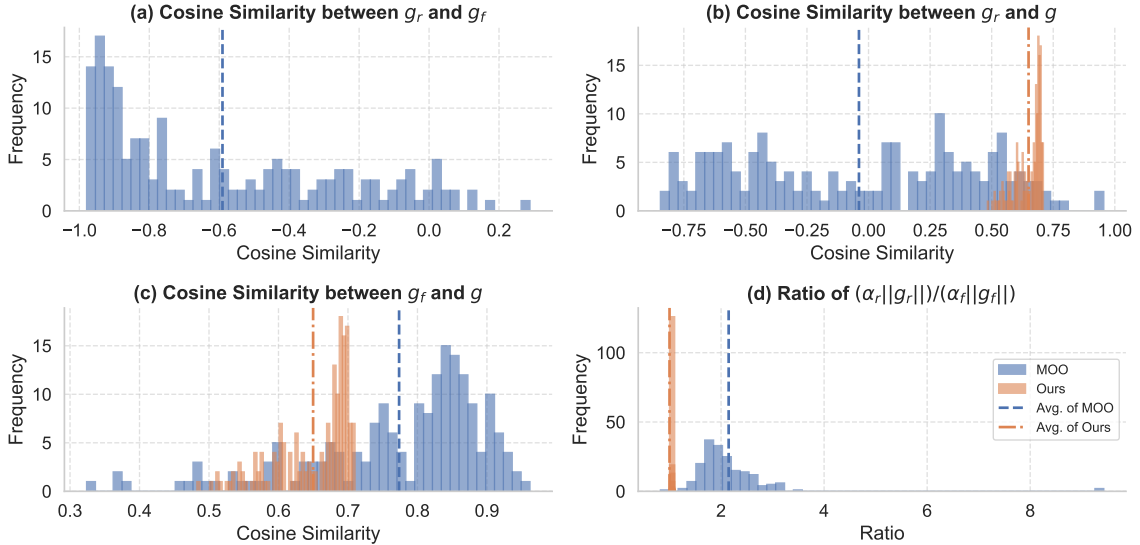 (a) Cosine Similarity between g_r and g_f
Frequency
15
10
5
0
−1.0 −0.8 −0.6 −0.4 −0.2 0.0 0.2
Cosine Similarity
(b) Cosine Similarity between g_r and g
Frequency
15
10
5
0
−0.75 −0.50 −0.25 0.00 0.25 0.50 0.75 1.00
Cosine Similarity
(c) Cosine Similarity between g_f and g
Frequency
15
10
5
0
0.3 0.4 0.5 0.6 0.7 0.8 0.9
Cosine Similarity
(d) Ratio of (α_r||g_r||)/(α_f||g_f||)
Frequency
100
50
0
2 4 6 8
Ratio
MOO
Ours
Avg. of MOO
Avg. of Ours